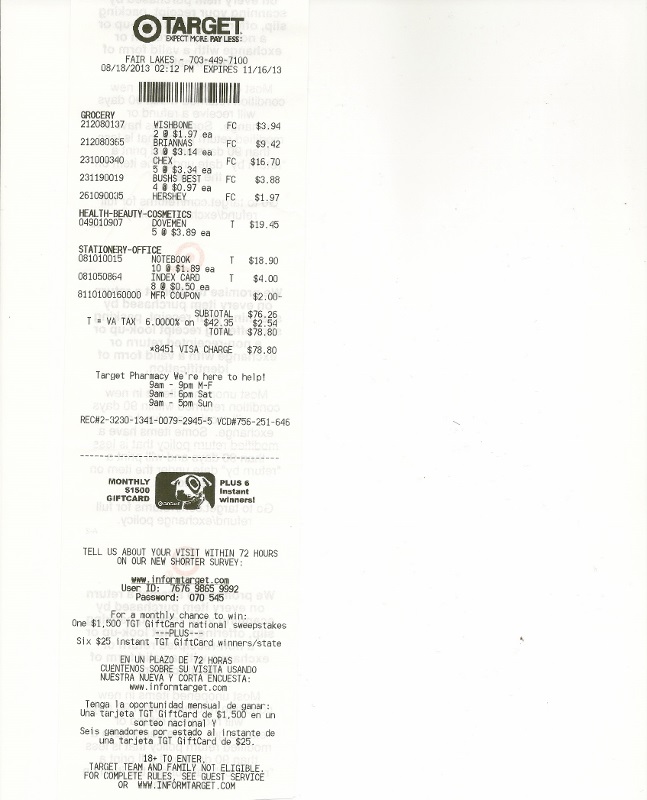 TARGET
EXPECT MORE. PAY LESS.
FAIR LAKES - 703-449-7100
08/18/2013 02:12 PM EXPIRES 11/16/13
GROCERY
212080137 WISHBONE FC $3.94
2 @ $1.97 ea
212080365 BRIANNAS FC $9.42
3 @ $3.14 ea
231000340 CHEX FC $16.70
5 @ $3.34 ea
231190019 BUSHS BEST FC $3.88
4 @ $0.97 ea
261090035 HERSHEY FC $1.97
HEALTH-BEAUTY-COSMETICS
049010907 DOVEMEN T $19.45
5 @ $3.89 ea
STATIONERY-OFFICE
081010015 NOTEBOOK T $18.90
10 @ $1.89 ea
081050864 INDEX CARD T $4.00
8 @ $0.50 ea
8110100160000 MFR COUPON $2.00-
SUBTOTAL $76.26
T = VA TAX 6.0000% on $42.35 $2.54
TOTAL $78.80
*8451 VISA CHARGE $78.80
Target Pharmacy We're here to help!
9am - 9pm M-F
9am - 6pm Sat
9am - 5pm Sun
REC#2-3230-1341-0079-2945-5 VCD#756-251-646
MONTHLY
$1500
GIFTCARD
PLUS 6
Instant
winners!
TELL US ABOUT YOUR VISIT WITHIN 72 HOURS
ON OUR NEW SHORTER SURVEY:
www.informtarget.com
User ID: 7676 9865 9992
Password: 070 545
For a monthly chance to win:
One $1,500 TGT GiftCard national sweepstakes
---PLUS---
Six $25 instant TGT GiftCard winners/state
EN UN PLAZO DE 72 HORAS
CUENTENOS SOBRE SU VISITA USANDO
NUESTRA NUEVA Y CORTA ENCUESTA:
www.informtarget.com
Tenga la oportunidad mensual de ganar:
Una tarjeta TGT GiftCard de $1,500 en un
sorteo nacional Y
Seis ganadores por estado al instante de
una tarjeta TGT GiftCard de $25.
18+ TO ENTER.
TARGET TEAM AND FAMILY NOT ELIGIBLE.
FOR COMPLETE RULES, SEE GUEST SERVICE
OR WWW.INFORMTARGET.COM